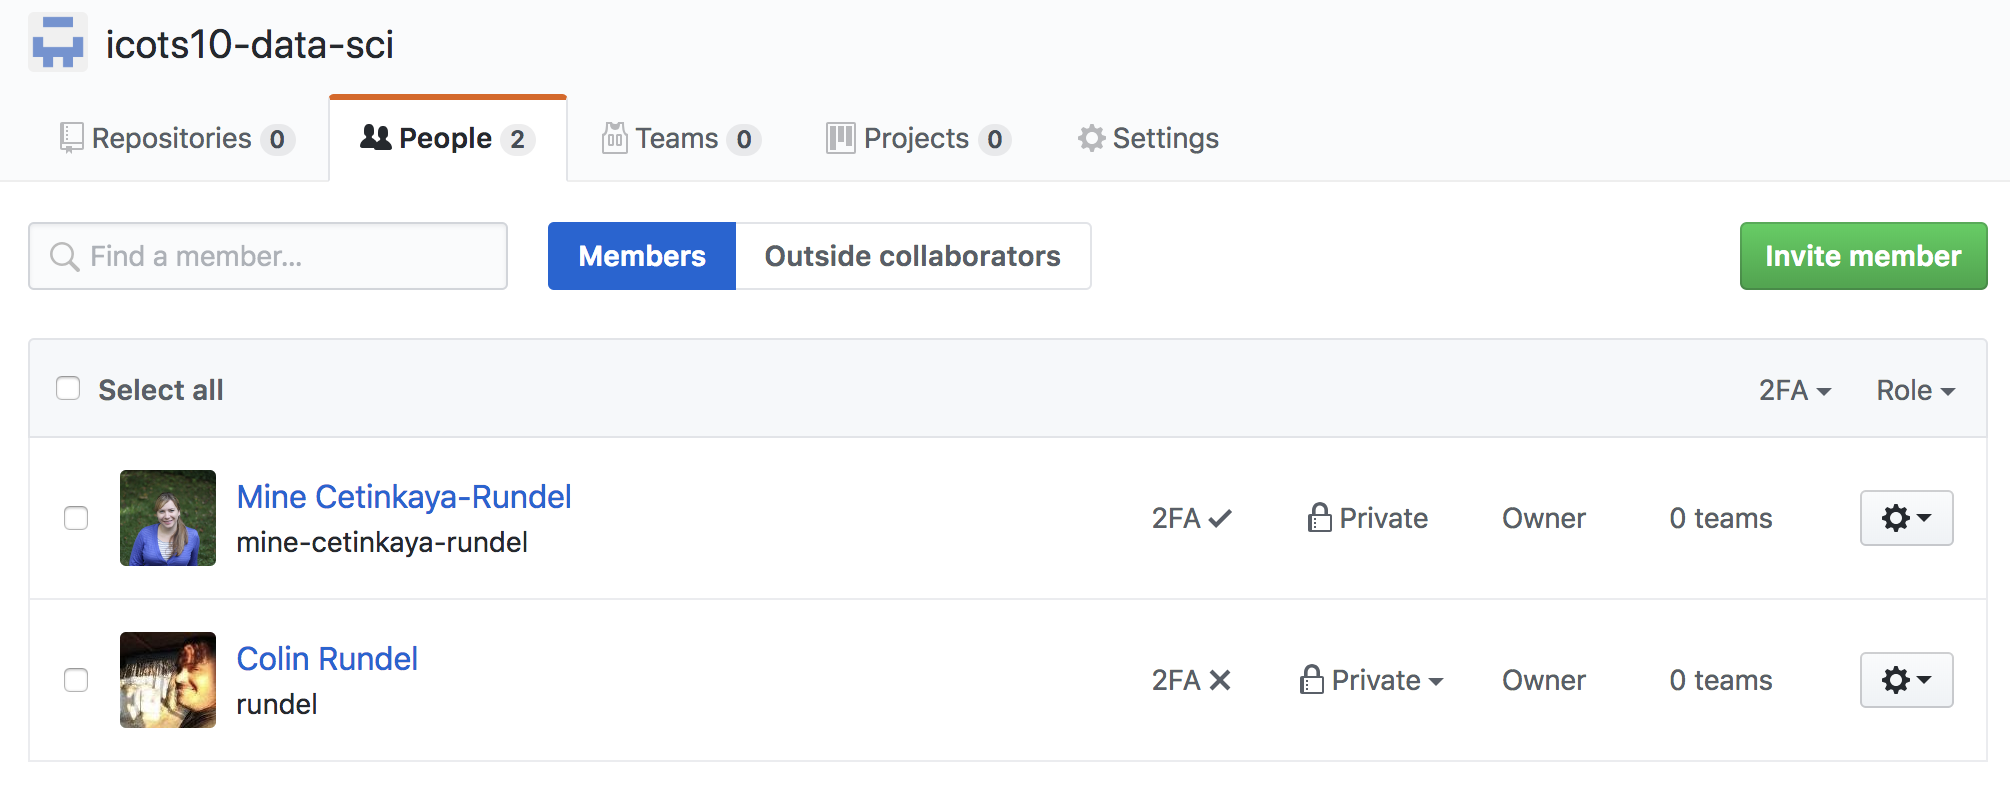 icots10-data-sci
Repositories 0 People 2 Teams 0 Projects 0 Settings
Find a member... Members Outside collaborators Invite member
Select all 2FA Role
Mine Cetinkaya-Rundel
mine-cetinkaya-rundel
2FA Private Owner 0 teams
Colin Rundel
rundel
2FA Private Owner 0 teams